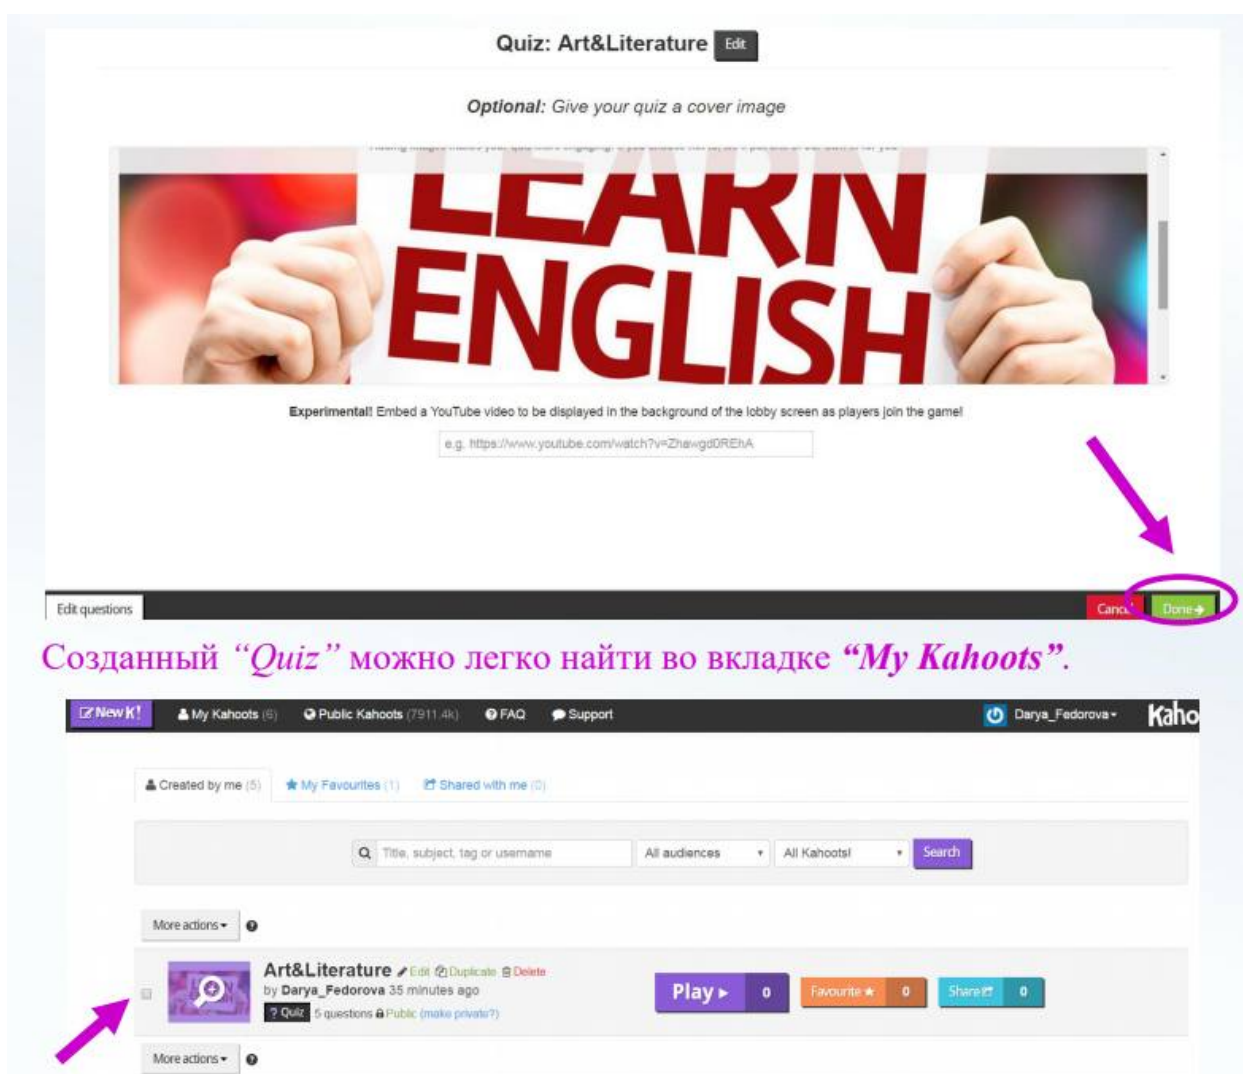 Quiz: Art&Literature Edit
Optional: Give your quiz a cover image
LEARN
ENGLISH
Experimental! Embed a YouTube video to be displayed in the background of the lobby screen as players join the game!
e.g. https://www.youtube.com/watch?v=Zhawgd0REhA
Edit questions Cancel Done
Созданный “Quiz” можно легко найти во вкладке “My Kahoots”.
New K! My Kahoots (6) Public Kahoots (7911.4k) FAQ Support Darya_Fedorova Kaho
Created by me (5) My Favourites (1) Shared with me (0)
Title, subject, tag or username All audiences All Kahoots! Search
More actions
Art&Literature Edit Duplicate Delete
by Darya_Fedorova 35 minutes ago
Play 0 Favourite 0 Share 0
? Quiz 5 questions Public (make private?)
More actions